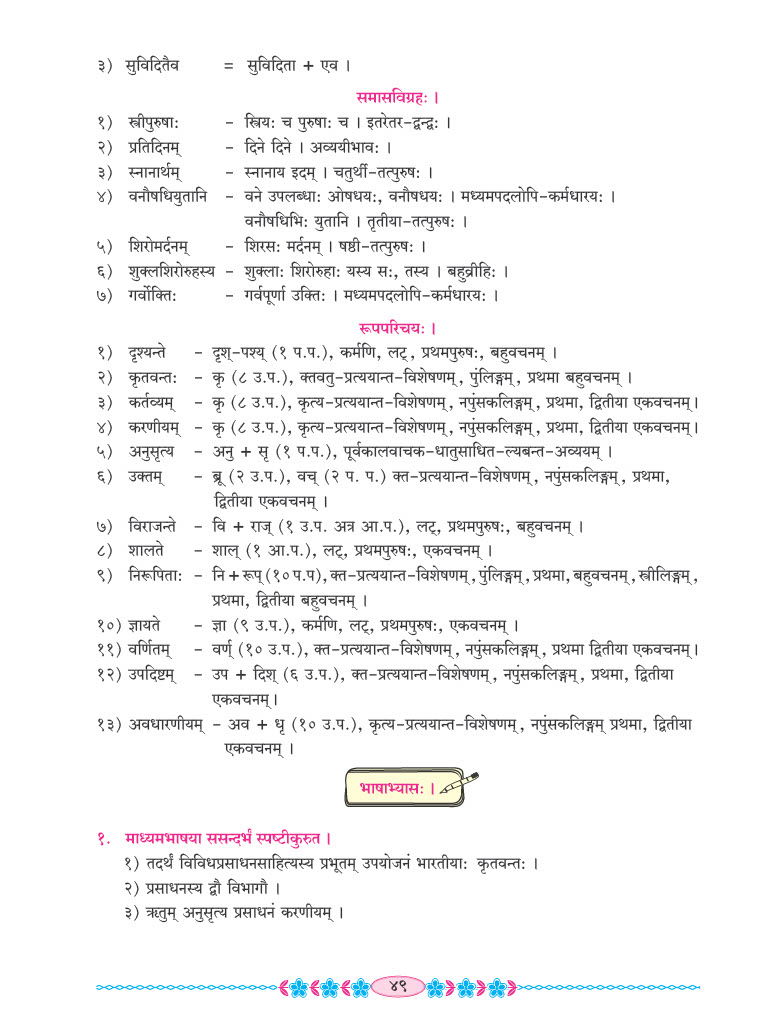 ३) सुविदितैव = सुविदिता + एव ।
समासविग्रहः ।
१) स्त्रीपुरुषाः – स्त्रियः च पुरुषाः च । इतरेतर-द्वन्द्वः ।
२) प्रतिदिनम् – दिने दिने । अव्ययीभावः ।
३) स्नानार्थम् – स्नानाय इदम् । चतुर्थी-तत्पुरुषः ।
४) वनौषधियुतानि – वने उपलब्धाः ओषधयः, वनौषधयः । मध्यमपदलोपि-कर्मधारयः ।
वनौषधिभिः युतानि । तृतीया-तत्पुरुषः ।
५) शिरोमर्दनम् – शिरसः मर्दनम् । षष्ठी-तत्पुरुषः ।
६) शुक्लशिरोरुहस्य – शुक्लाः शिरोरुहाः यस्य सः, तस्य । बहुव्रीहिः ।
७) गर्वोक्तिः – गर्वपूर्णा उक्तिः । मध्यमपदलोपि-कर्मधारयः ।
रूपपरिचयः ।
१) दृश्यन्ते – दृश्-पश्य् (१ प.प.), कर्मणि, लट्, प्रथमपुरुषः, बहुवचनम् ।
२) कृतवन्तः – कृ (८ उ.प.), क्तवतु-प्रत्ययान्त-विशेषणम्, पुंलिङ्गम्, प्रथमा बहुवचनम् ।
३) कर्तव्यम् – कृ (८ उ.प.), कृत्य-प्रत्ययान्त-विशेषणम्, नपुंसकलिङ्गम्, प्रथमा, द्वितीया एकवचनम् ।
४) करणीयम् – कृ (८ उ.प.), कृत्य-प्रत्ययान्त-विशेषणम्, नपुंसकलिङ्गम्, प्रथमा, द्वितीया एकवचनम् ।
५) अनुसृत्य – अनु + सृ (१ प.प.), पूर्वकालवाचक-धातुसाधित-ल्यबन्त-अव्ययम् ।
६) उक्तम् – ब्रू (२ उ.प.), वच् (२ प. प.) क्त-प्रत्ययान्त-विशेषणम्, नपुंसकलिङ्गम्, प्रथमा,
द्वितीया एकवचनम् ।
७) विराजन्ते – वि + राज् (१ उ.प. अत्र आ.प.), लट्, प्रथमपुरुषः, बहुवचनम् ।
८) शालते – शाल् (१ आ.प.), लट्, प्रथमपुरुषः, एकवचनम् ।
९) निरूपिताः – नि + रूप् (१० प.प), क्त-प्रत्ययान्त-विशेषणम्, पुंलिङ्गम्, प्रथमा, बहुवचनम्, स्त्रीलिङ्गम्,
प्रथमा, द्वितीया बहुवचनम् ।
१०) ज्ञायते – ज्ञा (९ उ.प.), कर्मणि, लट्, प्रथमपुरुषः, एकवचनम् ।
११) वर्णितम् – वर्ण् (१० उ.प.), क्त-प्रत्ययान्त-विशेषणम्, नपुंसकलिङ्गम्, प्रथमा द्वितीया एकवचनम् ।
१२) उपदिष्टम् – उप + दिश् (६ उ.प.), क्त-प्रत्ययान्त-विशेषणम्, नपुंसकलिङ्गम्, प्रथमा, द्वितीया
एकवचनम् ।
१३) अवधारणीयम् – अव + धृ (१० उ.प.), कृत्य-प्रत्ययान्त-विशेषणम्, नपुंसकलिङ्गम् प्रथमा, द्वितीया
एकवचनम् ।
भाषाभ्यासः ।
१. माध्यमभाषया ससन्दर्भं स्पष्टीकुरुत ।
१) तदर्थं विविधप्रसाधनसाहित्यस्य प्रभूतम् उपयोजनं भारतीयाः कृतवन्तः ।
२) प्रसाधनस्य द्वौ विभागौ ।
३) ऋतुम् अनुसृत्य प्रसाधनं करणीयम् ।
४९